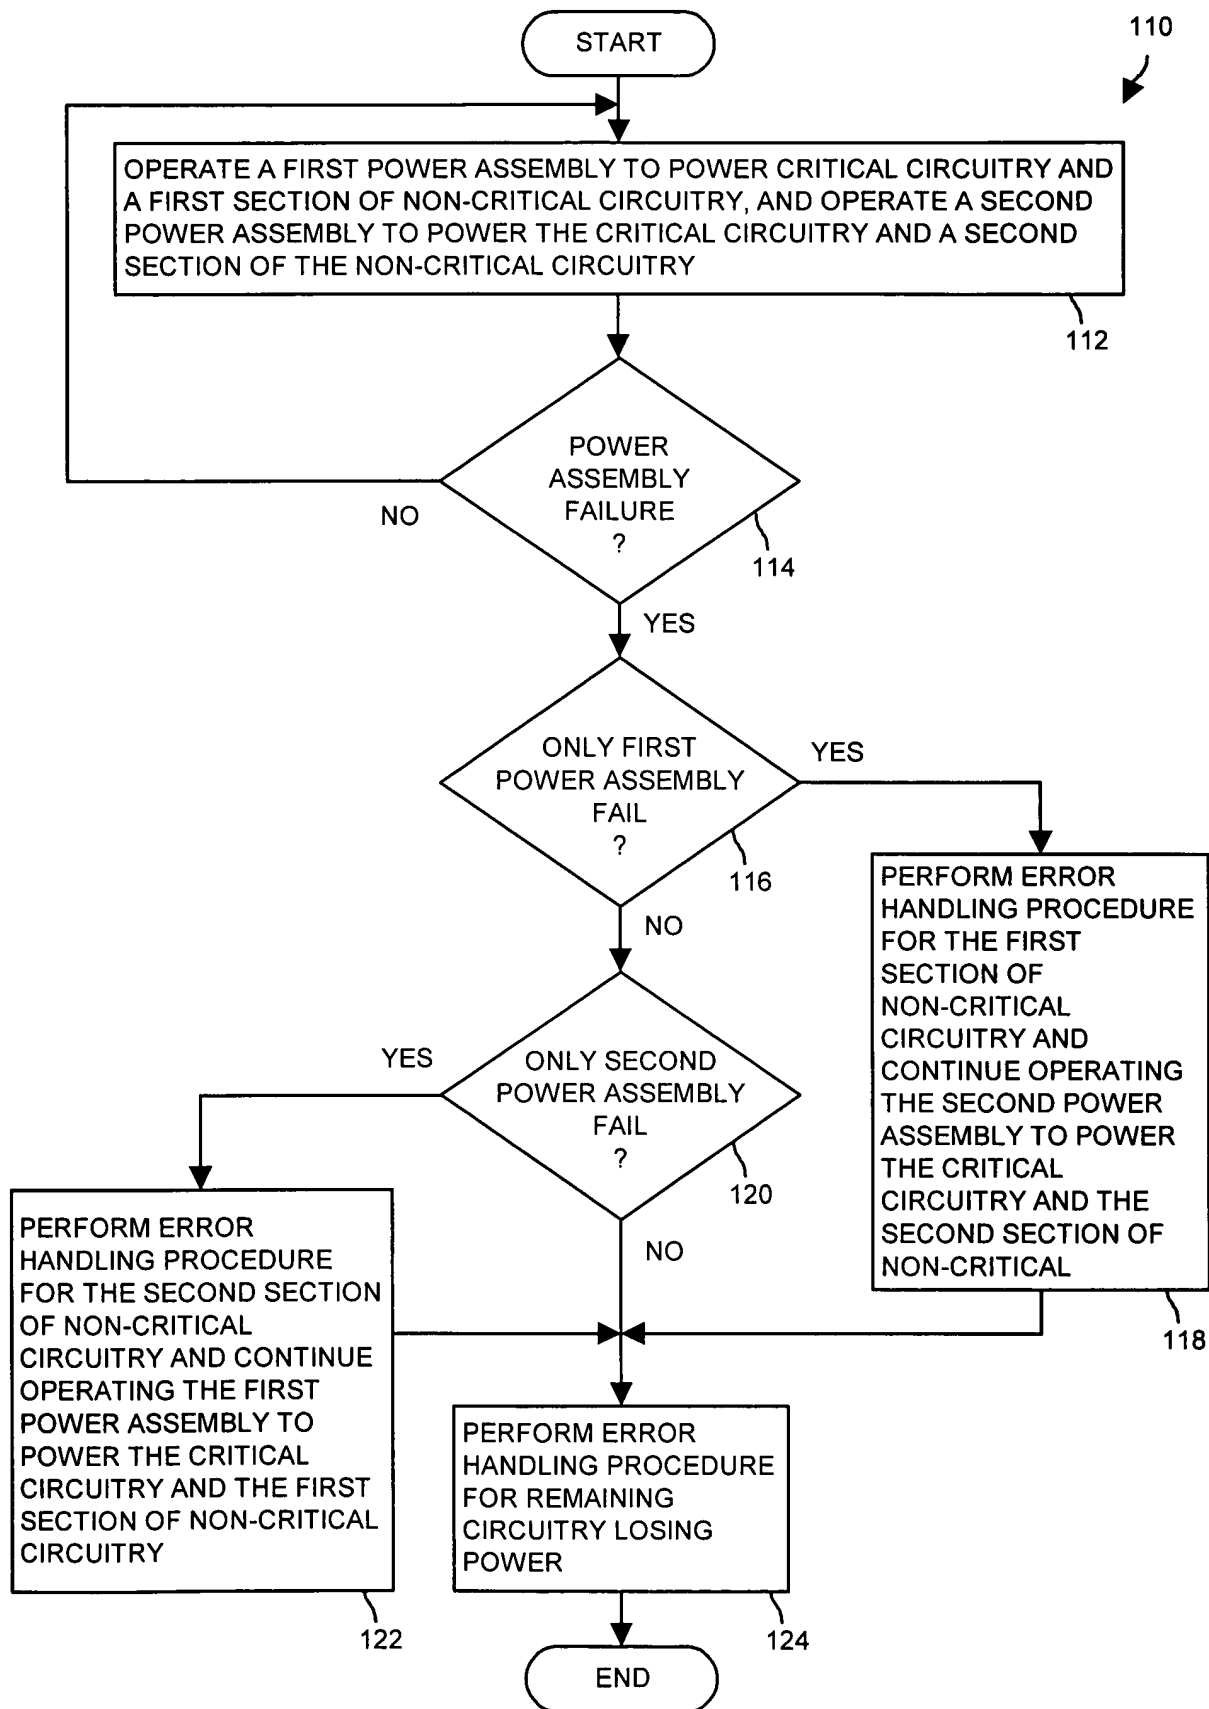 START
110
OPERATE A FIRST POWER ASSEMBLY TO POWER CRITICAL CIRCUITRY AND
A FIRST SECTION OF NON-CRITICAL CIRCUITRY, AND OPERATE A SECOND
POWER ASSEMBLY TO POWER THE CRITICAL CIRCUITRY AND A SECOND
SECTION OF THE NON-CRITICAL CIRCUITRY
112
POWER
ASSEMBLY
FAILURE
?
NO
114
YES
ONLY FIRST
POWER ASSEMBLY
FAIL
?
YES
116
NO
PERFORM ERROR
HANDLING PROCEDURE
FOR THE FIRST
SECTION OF
NON-CRITICAL
CIRCUITRY AND
CONTINUE OPERATING
THE SECOND POWER
ASSEMBLY TO POWER
THE CRITICAL
CIRCUITRY AND THE
SECOND SECTION OF
NON-CRITICAL
118
ONLY SECOND
POWER ASSEMBLY
FAIL
?
YES
120
NO
PERFORM ERROR
HANDLING PROCEDURE
FOR THE SECOND SECTION
OF NON-CRITICAL
CIRCUITRY AND CONTINUE
OPERATING THE FIRST
POWER ASSEMBLY TO
POWER THE CRITICAL
CIRCUITRY AND THE FIRST
SECTION OF NON-CRITICAL
CIRCUITRY
122
PERFORM ERROR
HANDLING PROCEDURE
FOR REMAINING
CIRCUITRY LOSING
POWER
124
END